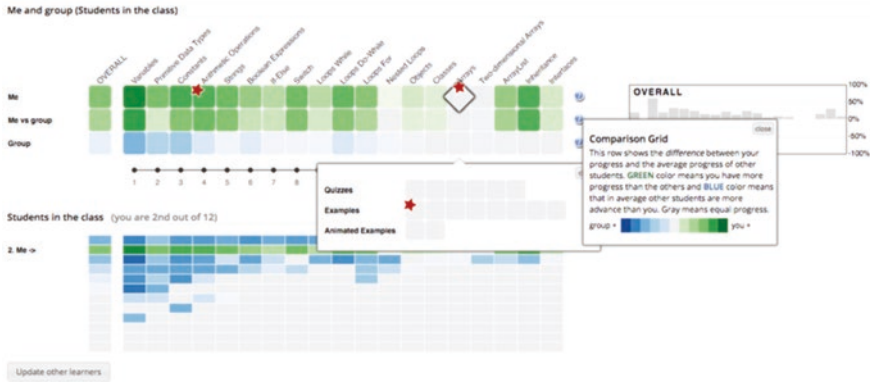 Me and group (Students in the class)
OVERALL
Variables
Primitive Data Types
Constants
Arithmetic Operations
Strings
Boolean Expressions
If-Else
Switch
Loops While
Loops Do-While
Loops For
Nested Loops
Objects
Classes
Arrays
Two-dimensional Arrays
ArrayList
Inheritance
Interfaces
Me
Me vs group
Group
1 2 3 4 5 6 7 8
OVERALL
100%
50%
0%
-50%
-100%
close
Comparison Grid
This row shows the difference between your
progress and the average progress of other
students. GREEN color means you have more
progress than the others and BLUE color means
that in average other students are more
advance than you. Gray means equal progress.
group + you +
Quizzes
Examples
Animated Examples
Students in the class (you are 2nd out of 12)
2. Me ->
Update other learners